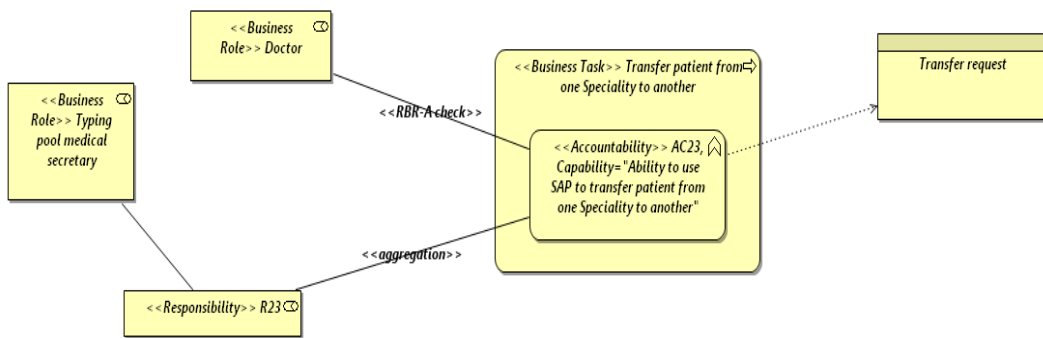 <<Business
Role>> Doctor
<<Business Task>> Transfer patient from
one Speciality to another
Transfer request
<<Business
Role>> Typing
pool medical
secretary
<<RBR-A check>>
<<Accountability>> AC23,
Capability="Ability to use
SAP to transfer patient from
one Speciality to another"
<<aggregation>>
<<Responsibility>> R23